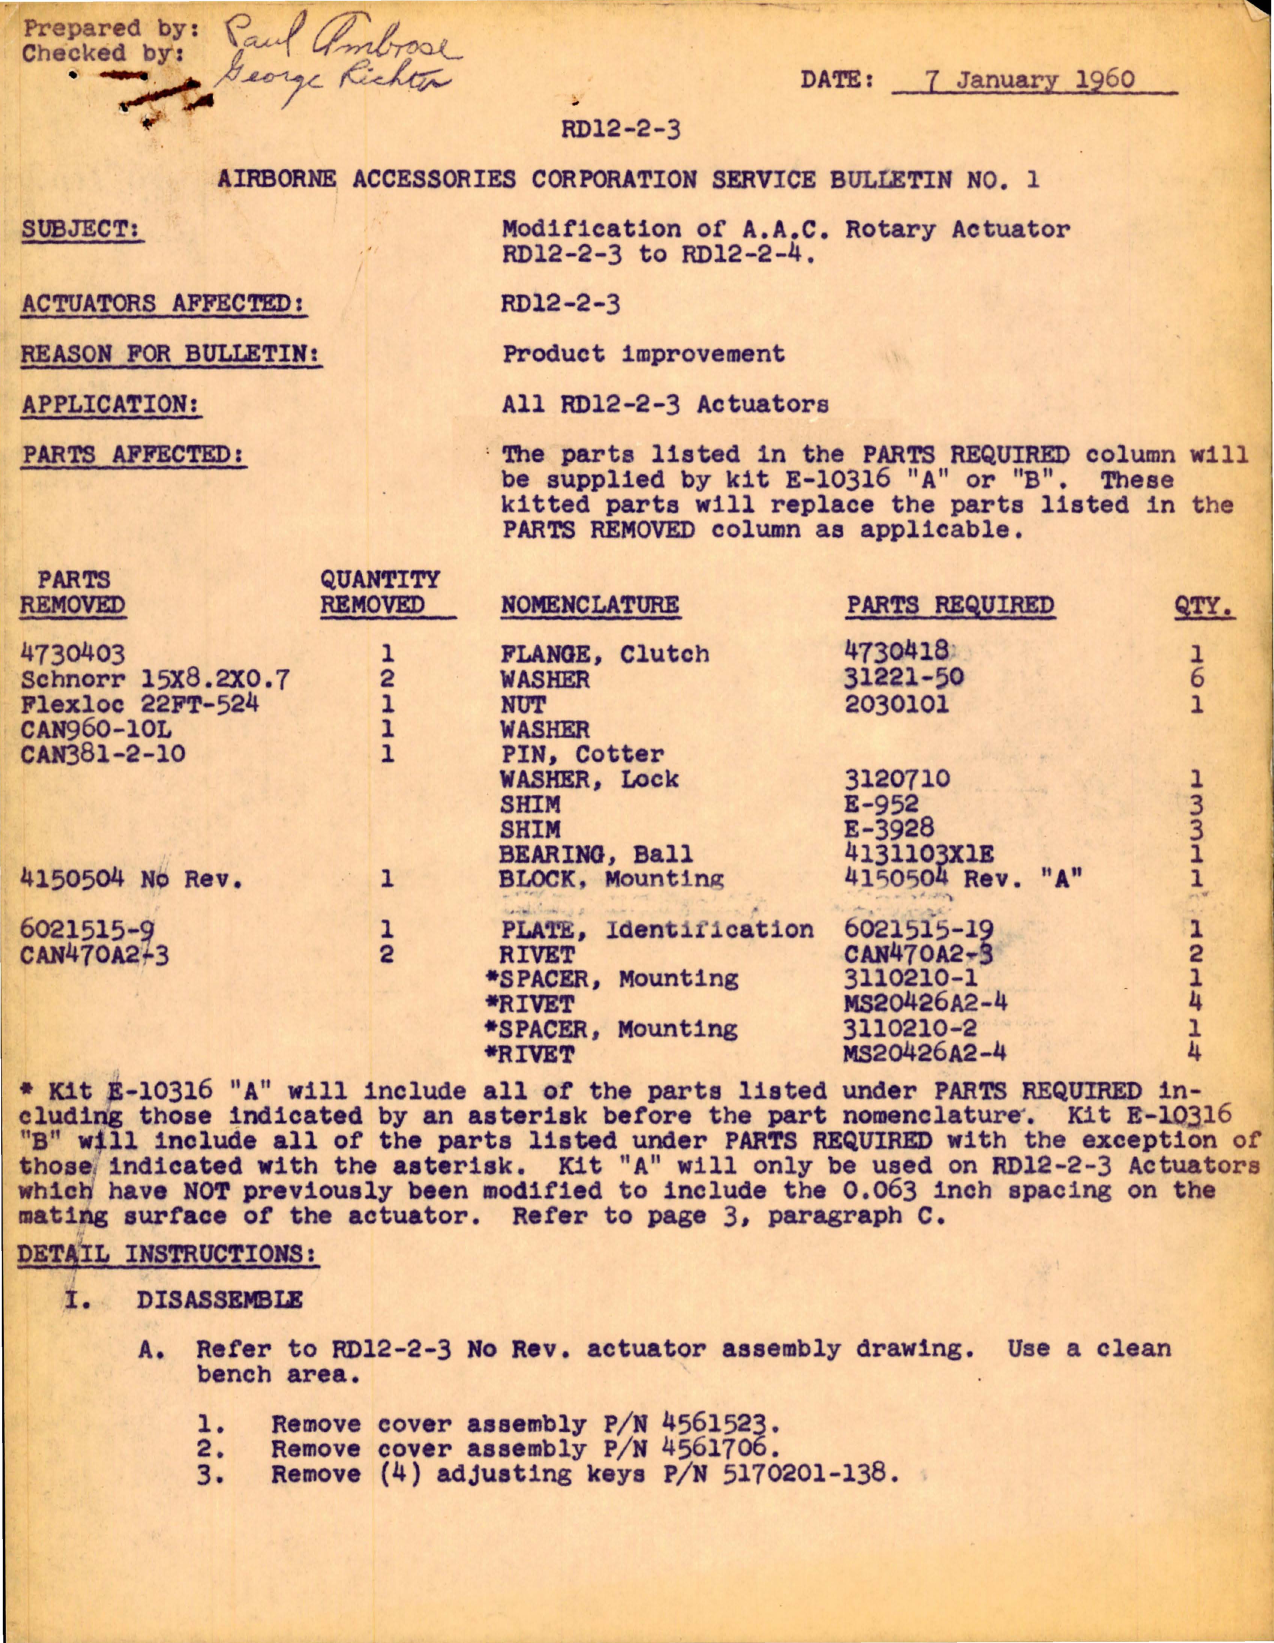 Prepared by: Paul Ambrose
Checked by: George Richter
DATE: 7 January 1960
RD12-2-3
AIRBORNE ACCESSORIES CORPORATION SERVICE BULLETIN NO. 1
SUBJECT: Modification of A.A.C. Rotary Actuator
RD12-2-3 to RD12-2-4.
ACTUATORS AFFECTED: RD12-2-3
REASON FOR BULLETIN: Product improvement
APPLICATION: All RD12-2-3 Actuators
PARTS AFFECTED: The parts listed in the PARTS REQUIRED column will
be supplied by kit E-10316 "A" or "B". These
kitted parts will replace the parts listed in the
PARTS REMOVED column as applicable.
PARTS QUANTITY
REMOVED REMOVED NOMENCLATURE PARTS REQUIRED QTY.
4730403 1 FLANGE, Clutch 4730418 1
Schnorr 15X8.2X0.7 2 WASHER 31221-50 6
Flexloc 22FT-524 1 NUT 2030101 1
CAN960-10L 1 WASHER
CAN381-2-10 1 PIN, Cotter
WASHER, Lock 3120710 1
SHIM E-952 3
SHIM E-3928 3
BEARING, Ball 4131103X1E 1
4150504 No Rev. 1 BLOCK, Mounting 4150504 Rev. "A" 1
6021515-9 1 PLATE, Identification 6021515-19 1
CAN470A2-3 2 RIVET CAN470A2-3 2
*SPACER, Mounting 3110210-1 1
*RIVET MS20426A2-4 4
*SPACER, Mounting 3110210-2 1
*RIVET MS20426A2-4 4
* Kit E-10316 "A" will include all of the parts listed under PARTS REQUIRED in-
cluding those indicated by an asterisk before the part nomenclature. Kit E-10316
"B" will include all of the parts listed under PARTS REQUIRED with the exception of
those indicated with the asterisk. Kit "A" will only be used on RD12-2-3 Actuators
which have NOT previously been modified to include the 0.063 inch spacing on the
mating surface of the actuator. Refer to page 3, paragraph C.
DETAIL INSTRUCTIONS:
I. DISASSEMBLE
A. Refer to RD12-2-3 No Rev. actuator assembly drawing. Use a clean
bench area.
1. Remove cover assembly P/N 4561523.
2. Remove cover assembly P/N 4561706.
3. Remove (4) adjusting keys P/N 5170201-138.